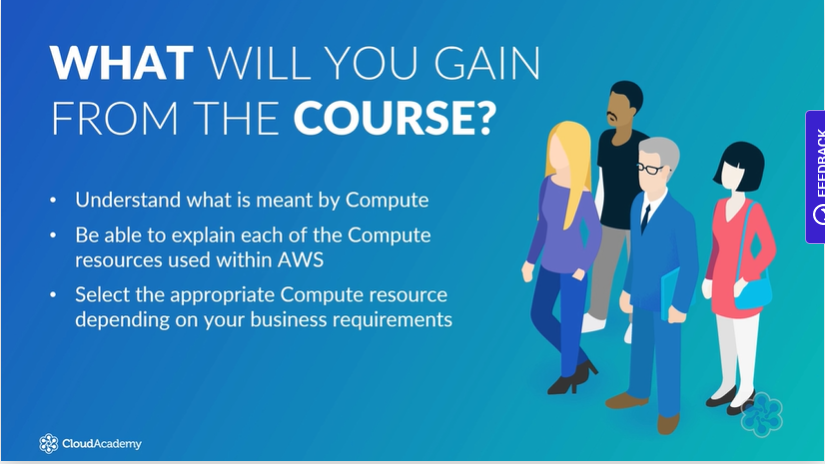 WHAT WILL YOU GAIN
FROM THE COURSE?
• Understand what is meant by Compute
• Be able to explain each of the Compute
resources used within AWS
• Select the appropriate Compute resource
depending on your business requirements
FEEDBACK
CloudAcademy